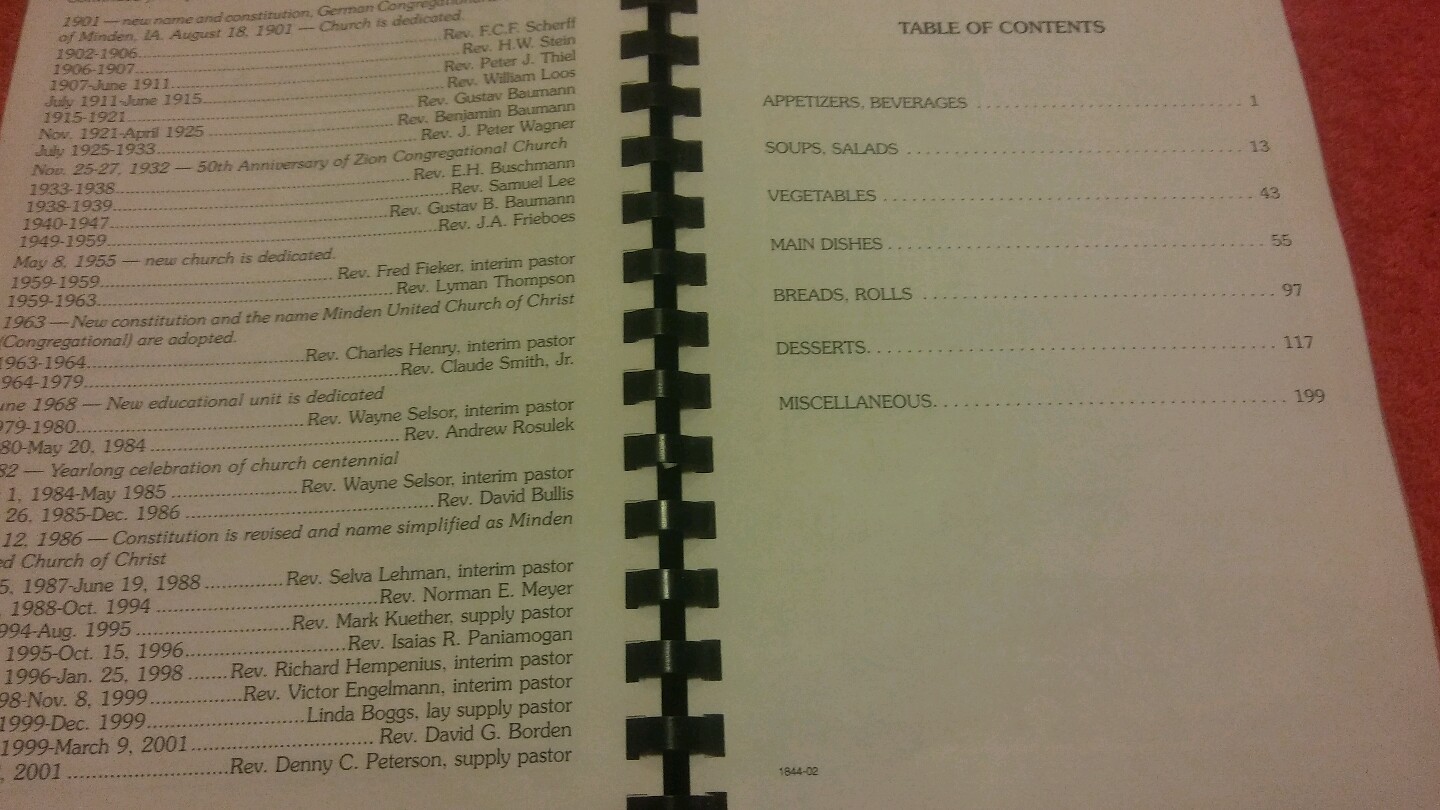 1901 — new name and constitution, German Congregational
of Minden, IA. August 18, 1901 — Church is dedicated.
1902-1906 Rev. F.C.F. Scherff
1906-1907 Rev. H.W. Stein
1907-June 1911 Rev. Peter J. Thiel
July 1911-June 1915 Rev. William Loos
1915-1921 Rev. Gustav Baumann
Nov. 1921-April 1925 Rev. Benjamin Baumann
July 1925-1933 Rev. J. Peter Wagner
Nov. 25-27, 1932 — 50th Anniversary of Zion Congregational Church
1933-1938 Rev. E.H. Buschmann
1938-1939 Rev. Samuel Lee
1940-1947 Rev. Gustav B. Baumann
1949-1959 Rev. J.A. Frieboes
May 8, 1955 — new church is dedicated.
1959-1959 Rev. Fred Fieker, interim pastor
1959-1963 Rev. Lyman Thompson
1963 — New constitution and the name Minden United Church of Christ
(Congregational) are adopted.
1963-1964 Rev. Charles Henry, interim pastor
964-1979 Rev. Claude Smith, Jr.
une 1968 — New educational unit is dedicated
979-1980 Rev. Wayne Selsor, interim pastor
80-May 20, 1984 Rev. Andrew Rosulek
82 — Yearlong celebration of church centennial
1, 1984-May 1985 Rev. Wayne Selsor, interim pastor
26, 1985-Dec. 1986 Rev. David Bullis
12, 1986 — Constitution is revised and name simplified as Minden
ed Church of Christ
5, 1987-June 19, 1988 Rev. Selva Lehman, interim pastor
, 1988-Oct. 1994 Rev. Norman E. Meyer
994-Aug. 1995 Rev. Mark Kuether, supply pastor
1995-Oct. 15, 1996 Rev. Isaias R. Paniamogan
1996-Jan. 25, 1998 Rev. Richard Hempenius, interim pastor
98-Nov. 8, 1999 Rev. Victor Engelmann, interim pastor
1999-Dec. 1999 Linda Boggs, lay supply pastor
1999-March 9, 2001 Rev. David G. Borden
, 2001 Rev. Denny C. Peterson, supply pastor
TABLE OF CONTENTS
APPETIZERS, BEVERAGES 1
SOUPS, SALADS 13
VEGETABLES 43
MAIN DISHES 55
BREADS, ROLLS 97
DESSERTS 117
MISCELLANEOUS 199
1844-02